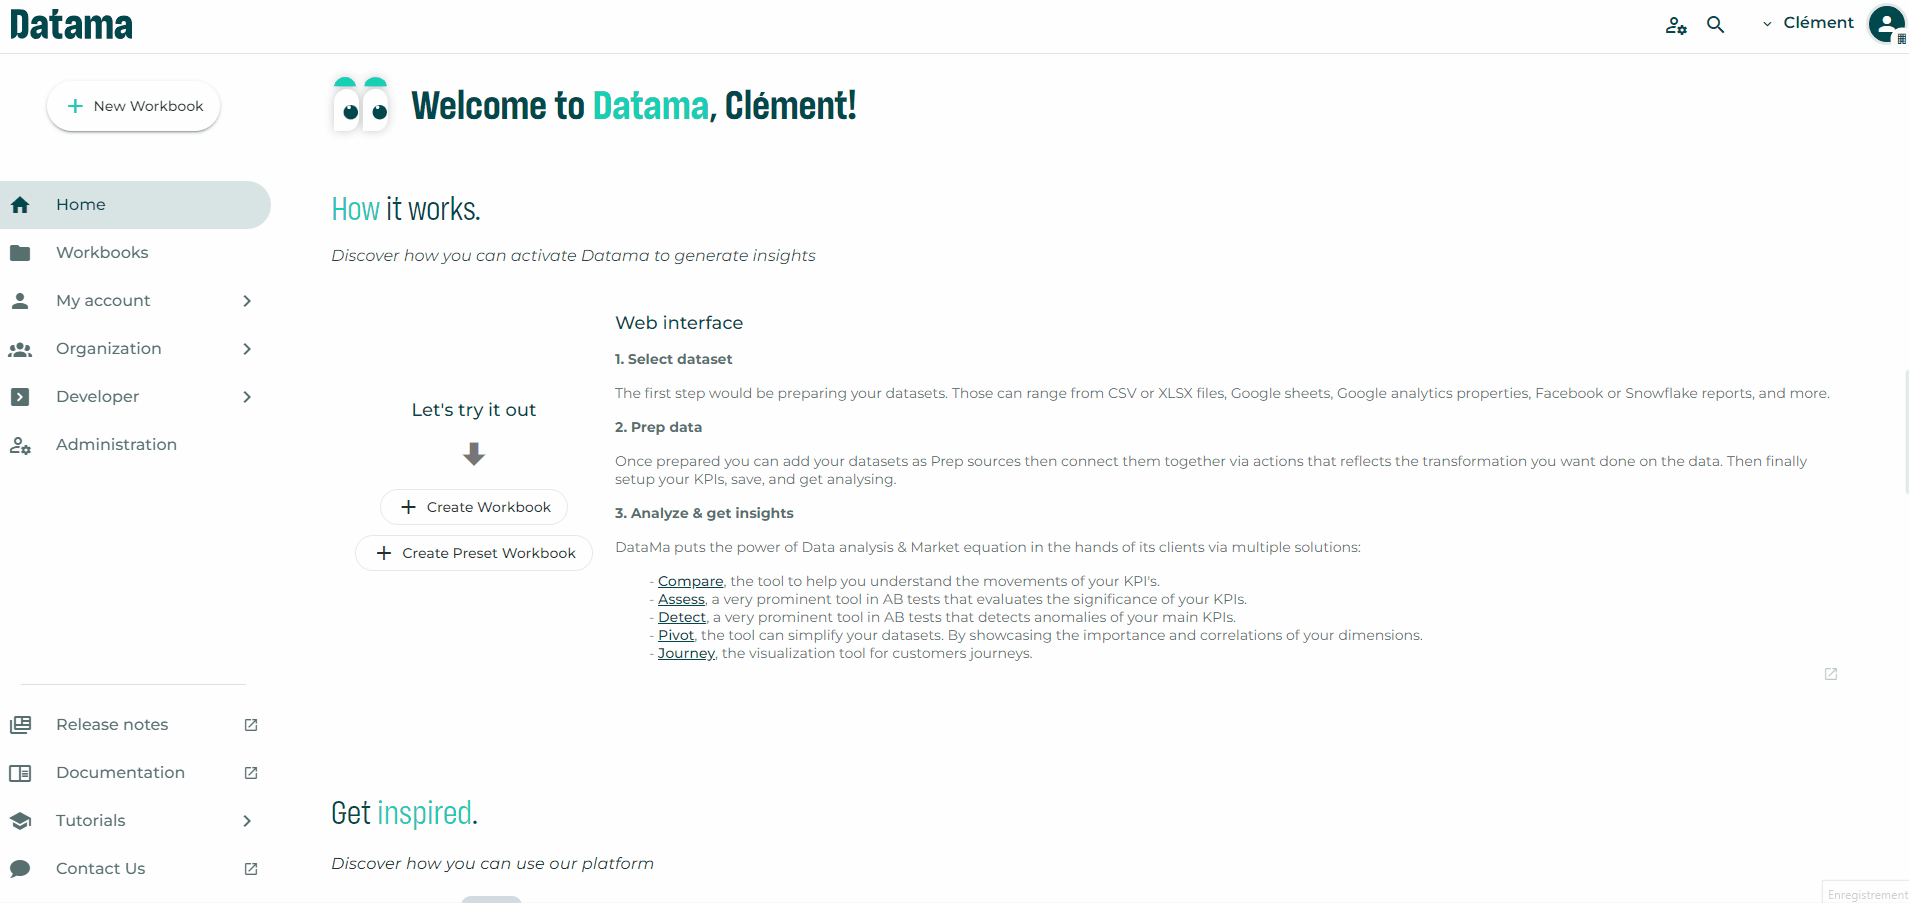 Datama
Clément
New Workbook
Welcome to Datama, Clément!
Home
Workbooks
My account
Organization
Developer
Administration
How it works.
Discover how you can activate Datama to generate insights
Let's try it out
Create Workbook
Create Preset Workbook
Web interface
1. Select dataset
The first step would be preparing your datasets. Those can range from CSV or XLSX files, Google sheets, Google analytics properties, Facebook or Snowflake reports, and more.
2. Prep data
Once prepared you can add your datasets as Prep sources then connect them together via actions that reflects the transformation you want done on the data. Then finally
setup your KPIs, save, and get analysing.
3. Analyze & get insights
DataMa puts the power of Data analysis & Market equation in the hands of its clients via multiple solutions:
- Compare, the tool to help you understand the movements of your KPI's.
- Assess, a very prominent tool in AB tests that evaluates the significance of your KPIs.
- Detect, a very prominent tool in AB tests that detects anomalies of your main KPIs.
- Pivot, the tool can simplify your datasets. By showcasing the importance and correlations of your dimensions.
- Journey, the visualization tool for customers journeys.
Release notes
Documentation
Tutorials
Contact Us
Get inspired.
Discover how you can use our platform
Enregistrement